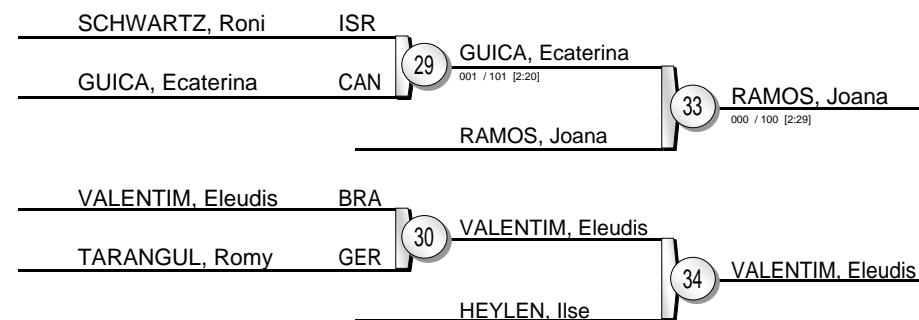 SCHWARTZ, Roni ISR
GUICA, Ecaterina CAN
29
GUICA, Ecaterina
001 / 101 [2:20]
RAMOS, Joana
33
RAMOS, Joana
000 / 100 [2:29]
VALENTIM, Eleudis BRA
TARANGUL, Romy GER
30
VALENTIM, Eleudis
HEYLEN, Ilse
34
VALENTIM, Eleudis